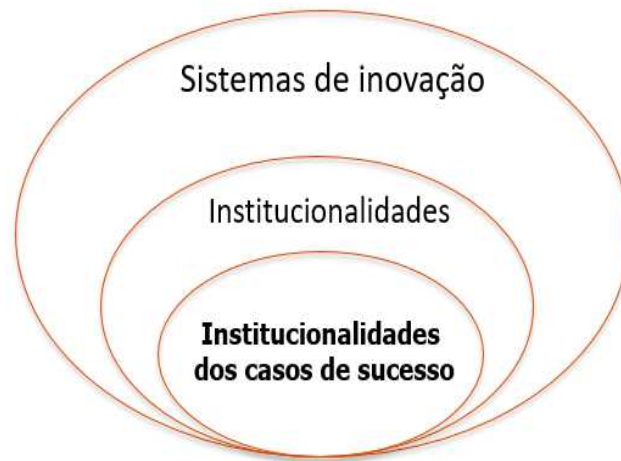 Sistemas de inovação
Institucionalidades
Institucionalidades
dos casos de sucesso